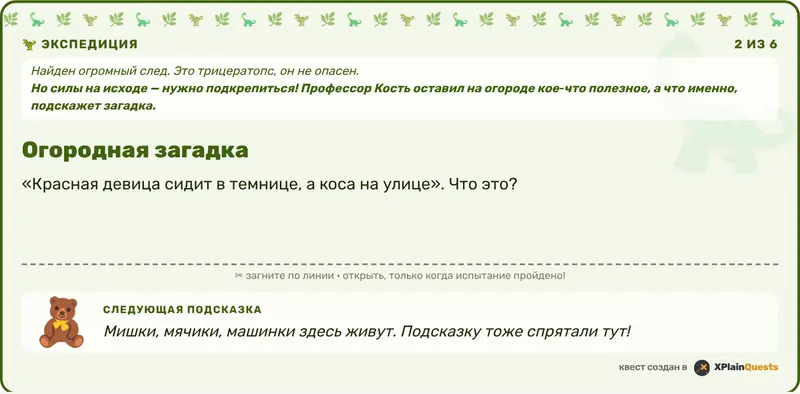 ЭКСПЕДИЦИЯ
2 ИЗ 6
Найден огромный след. Это трицератопс, он не опасен.
Но силы на исходе — нужно подкрепиться! Профессор Кость оставил на огороде кое-что полезное, а что именно,
подскажет загадка.
Огородная загадка
«Красная девица сидит в темнице, а коса на улице». Что это?
✂ загните по линии • открыть, только когда испытание пройдено!
СЛЕДУЮЩАЯ ПОДСКАЗКА
Мишки, мячики, машинки здесь живут. Подсказку тоже спрятали тут!
квест создан в XPlainQuests